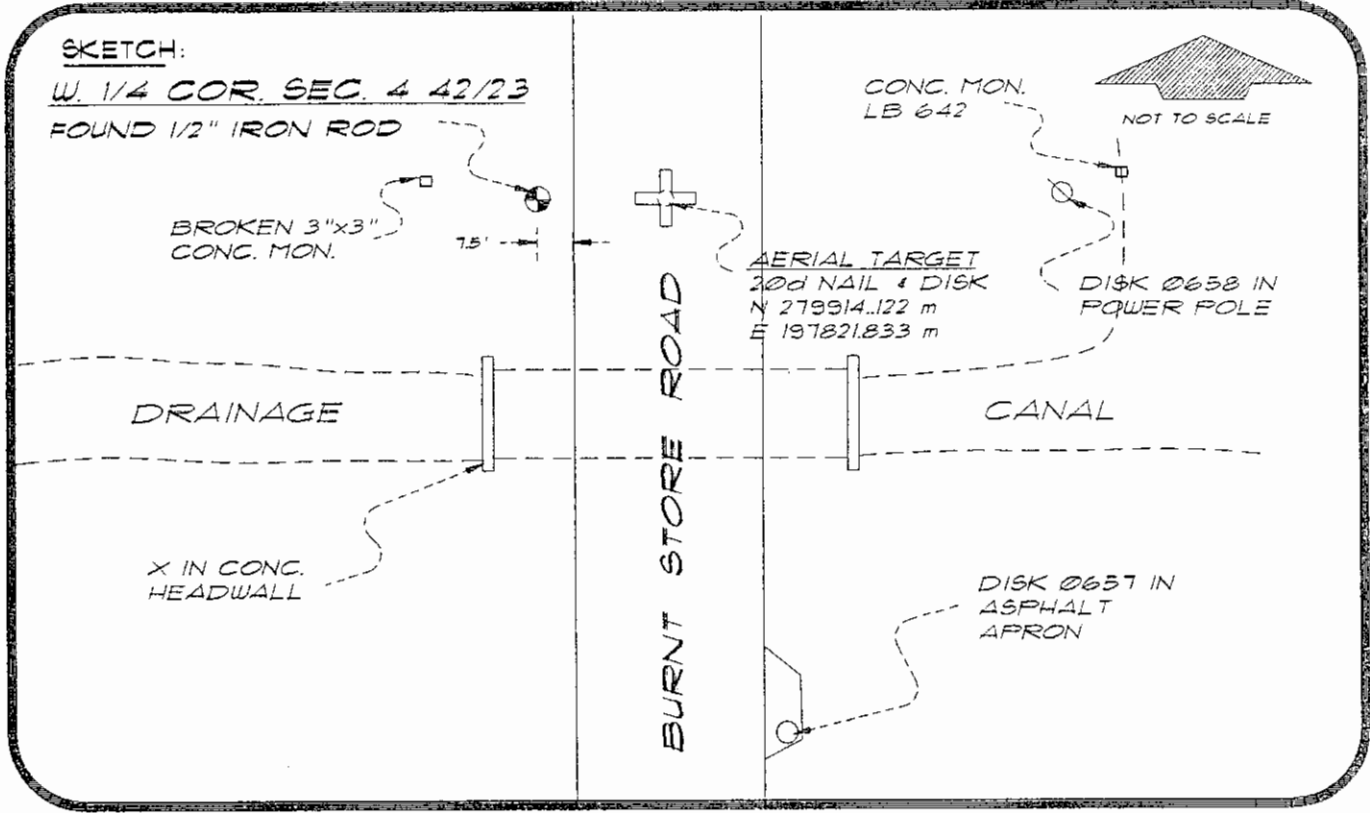 SKETCH:
W. 1/4 COR. SEC. 4 42/23
FOUND 1/2" IRON ROD
BROKEN 3"x3"
CONC. MON.
7.5'
CONC. MON.
LB 642
NOT TO SCALE
AERIAL TARGET
20d NAIL & DISK
N 279914..122 m
E 197821.833 m
DISK 0658 IN
POWER POLE
DRAINAGE
CANAL
BURNT STORE ROAD
X IN CONC.
HEADWALL
DISK 0657 IN
ASPHALT
APRON